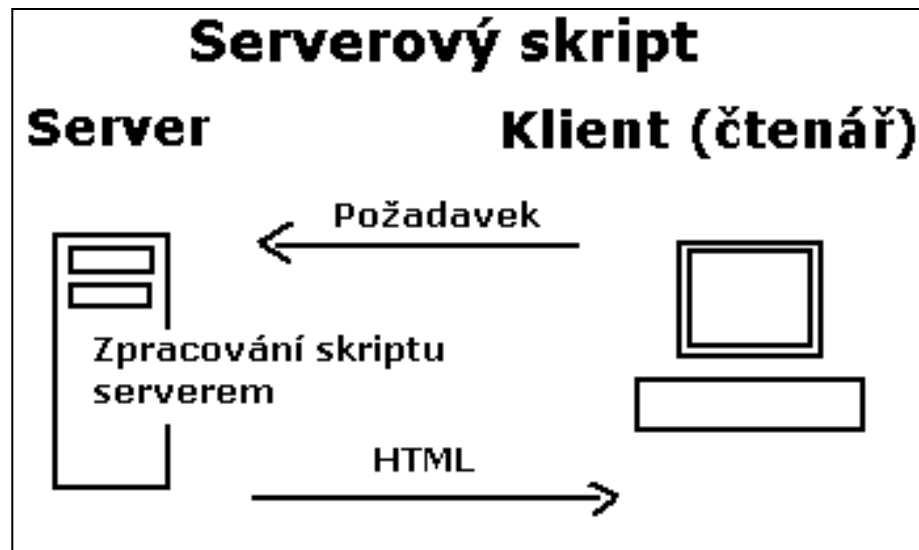 Serverový skript
Server
Klient (čtenář)
Požadavek
Zpracování skriptu
serverem
HTML